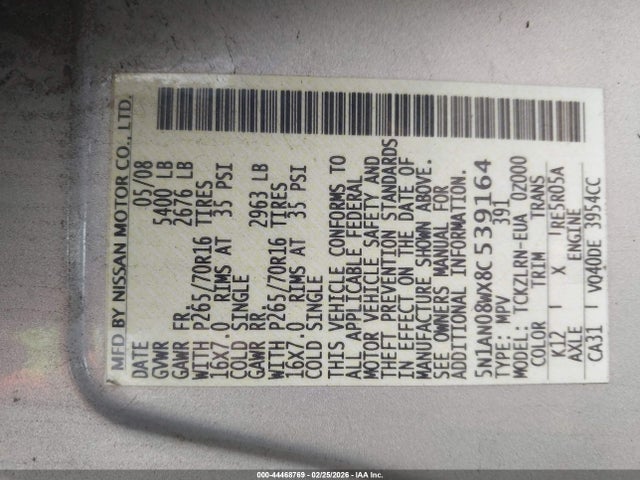 MFD BY NISSAN MOTOR CO., LTD.
DATE 05/08
GVWR 5400 LB
GAWR FR. 2676 LB
WITH P265/70R16 TIRES
16X7.0 RIMS AT 35 PSI
COLD SINGLE
GAWR RR. 2963 LB
WITH P265/70R16 TIRES
16X7.0 RIMS AT 35 PSI
COLD SINGLE
THIS VEHICLE CONFORMS TO
ALL APPLICABLE FEDERAL
MOTOR VEHICLE SAFETY AND
THEFT PREVENTION STANDARDS
IN EFFECT ON THE DATE OF
MANUFACTURE SHOWN ABOVE.
SEE OWNERS MANUAL FOR
ADDITIONAL INFORMATION.
5N1AN08WX8C539164
TYPE: MPV 391
MODEL: TCKZLRN-EUA 0Z000
COLOR TRIM TRANS
K12 I X I RE5R05A
AXLE ENGINE
CA31 I VQ40DE 3954CC
000-44468769 - 02/25/2026 - IAA Inc.